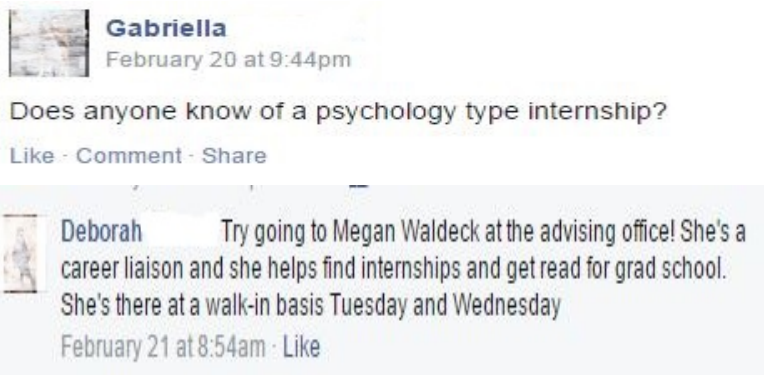 Gabriella
February 20 at 9:44pm
Does anyone know of a psychology type internship?
Like · Comment · Share
Deborah Try going to Megan Waldeck at the advising office! She's a
career liaison and she helps find internships and get read for grad school.
She's there at a walk-in basis Tuesday and Wednesday
February 21 at 8:54am · Like